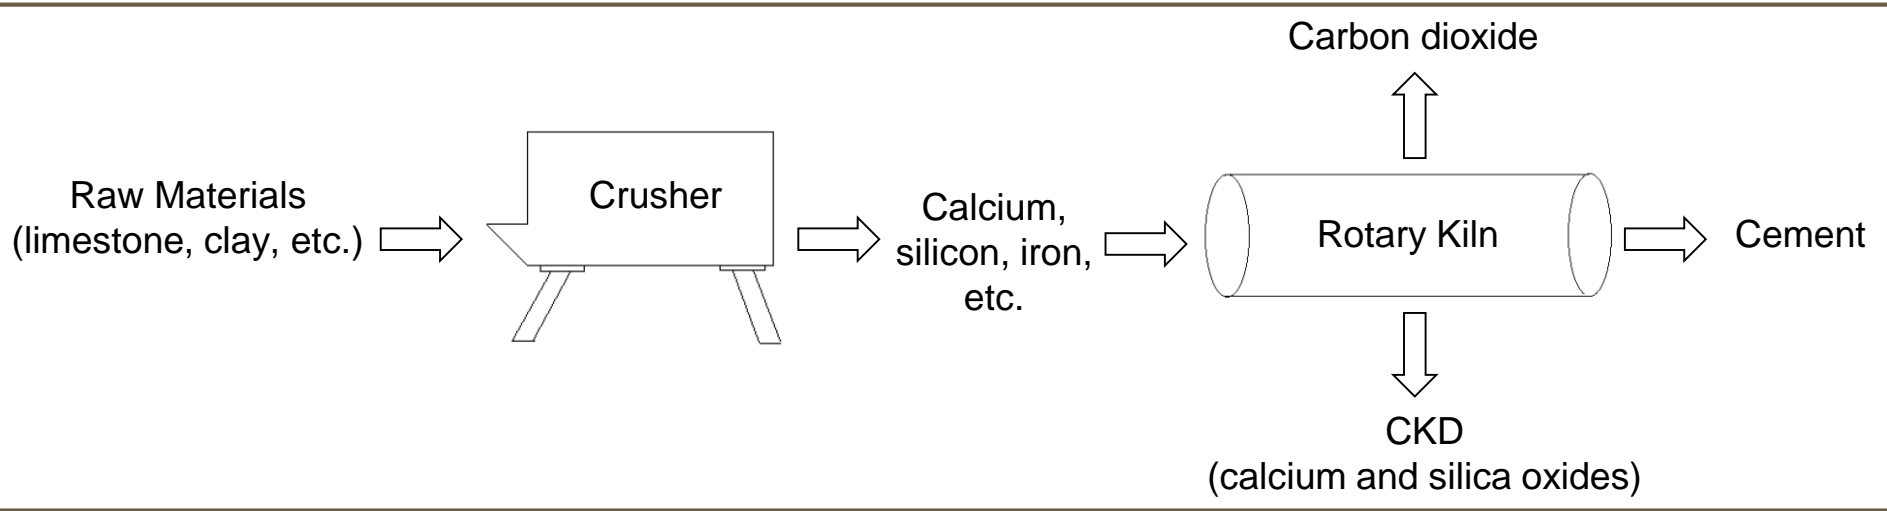 Carbon dioxide
Raw Materials
(limestone, clay, etc.)
Crusher
Calcium,
silicon, iron,
etc.
Rotary Kiln
Cement
CKD
(calcium and silica oxides)